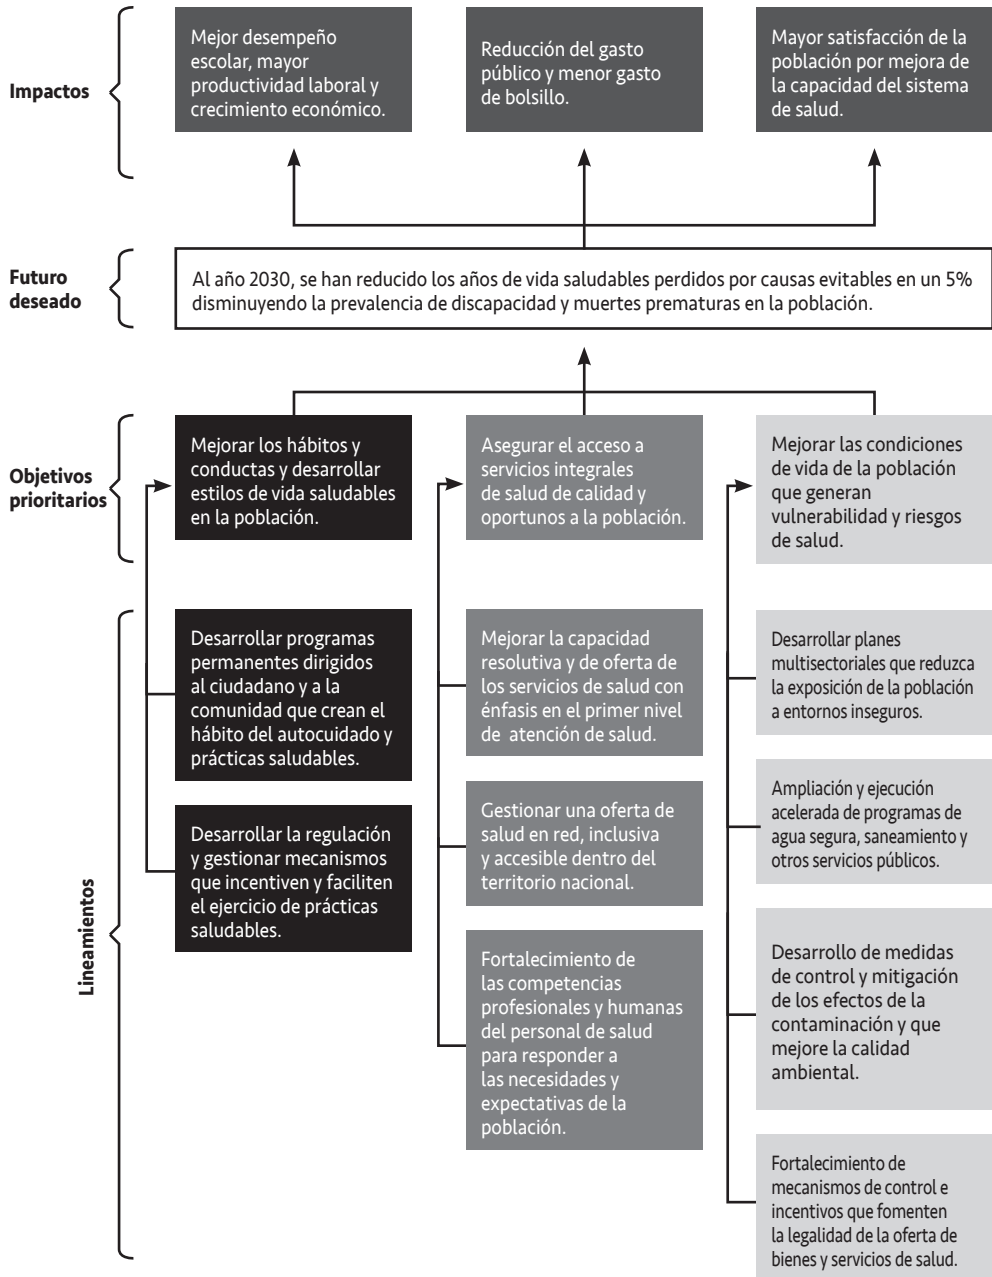 Impactos
Mejor desempeño
escolar, mayor
productividad laboral y
crecimiento económico.
Reducción del gasto
público y menor gasto
de bolsillo.
Mayor satisfacción de la
población por mejora de
la capacidad del sistema
de salud.
Futuro
deseado
Al año 2030, se han reducido los años de vida saludables perdidos por causas evitables en un 5%
disminuyendo la prevalencia de discapacidad y muertes prematuras en la población.
Objetivos
prioritarios
Mejorar los hábitos y
conductas y desarrollar
estilos de vida saludables
en la población.
Asegurar el acceso a
servicios integrales
de salud de calidad y
oportunos a la población.
Mejorar las condiciones
de vida de la población
que generan
vulnerabilidad y riesgos
de salud.
Lineamientos
Desarrollar programas
permanentes dirigidos
al ciudadano y a la
comunidad que crean el
hábito del autocuidado y
prácticas saludables.
Desarrollar la regulación
y gestionar mecanismos
que incentiven y faciliten
el ejercicio de prácticas
saludables.
Mejorar la capacidad
resolutiva y de oferta de
los servicios de salud con
énfasis en el primer nivel
de atención de salud.
Gestionar una oferta de
salud en red, inclusiva
y accesible dentro del
territorio nacional.
Fortalecimiento de
las competencias
profesionales y humanas
del personal de salud
para responder a
las necesidades y
expectativas de la
población.
Desarrollar planes
multisectoriales que reduzca
la exposición de la población
a entornos inseguros.
Ampliación y ejecución
acelerada de programas de
agua segura, saneamiento y
otros servicios públicos.
Desarrollo de medidas
de control y mitigación
de los efectos de la
contaminación y que
mejore la calidad
ambiental.
Fortalecimiento de
mecanismos de control e
incentivos que fomenten
la legalidad de la oferta de
bienes y servicios de salud.